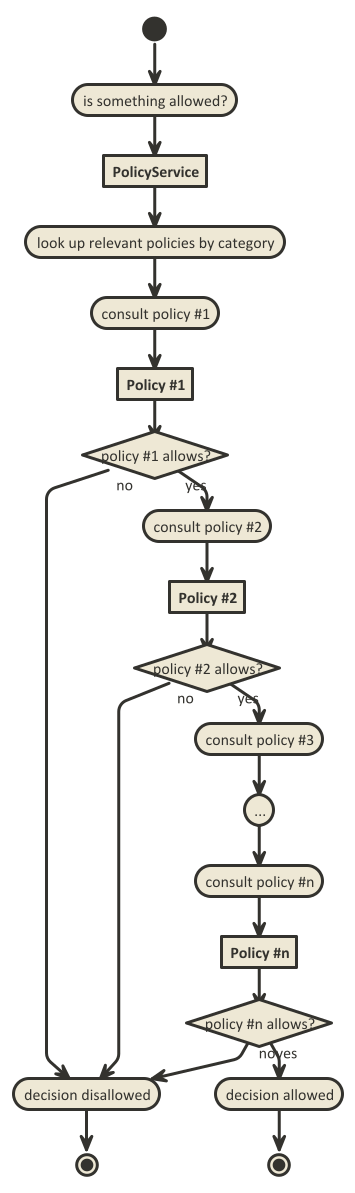 is something allowed?
PolicyService
look up relevant policies by category
consult policy #1
Policy #1
policy #1 allows?
no
yes
consult policy #2
Policy #2
policy #2 allows?
no
yes
consult policy #3
...
consult policy #n
Policy #n
policy #n allows?
no
yes
decision disallowed
decision allowed